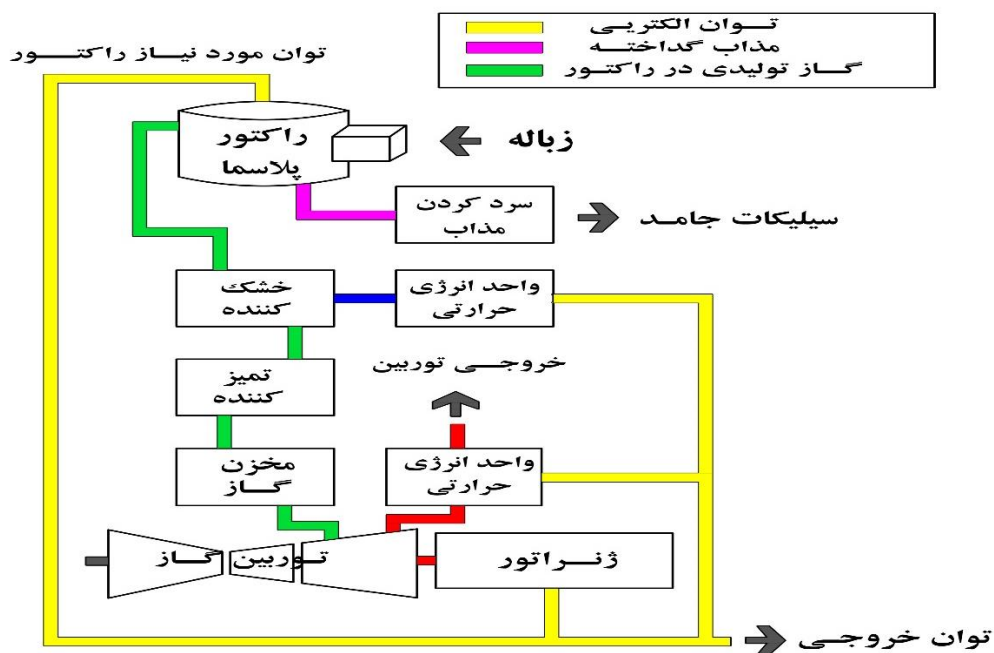 توان الکتریی
مذاب گداخته
گاز تولیدی در راکتور
توان مورد نیاز راکتور
راکتور
پلاسما
زباله
سرد کردن
مذاب
سیلیکات جامد
خشک
کننده
واحد انرژی
حرارتی
تمیز
کننده
خروجی توربین
مخزن
گاز
واحد انرژی
حرارتی
توربین گاز
ژنراتور
توان خروجی